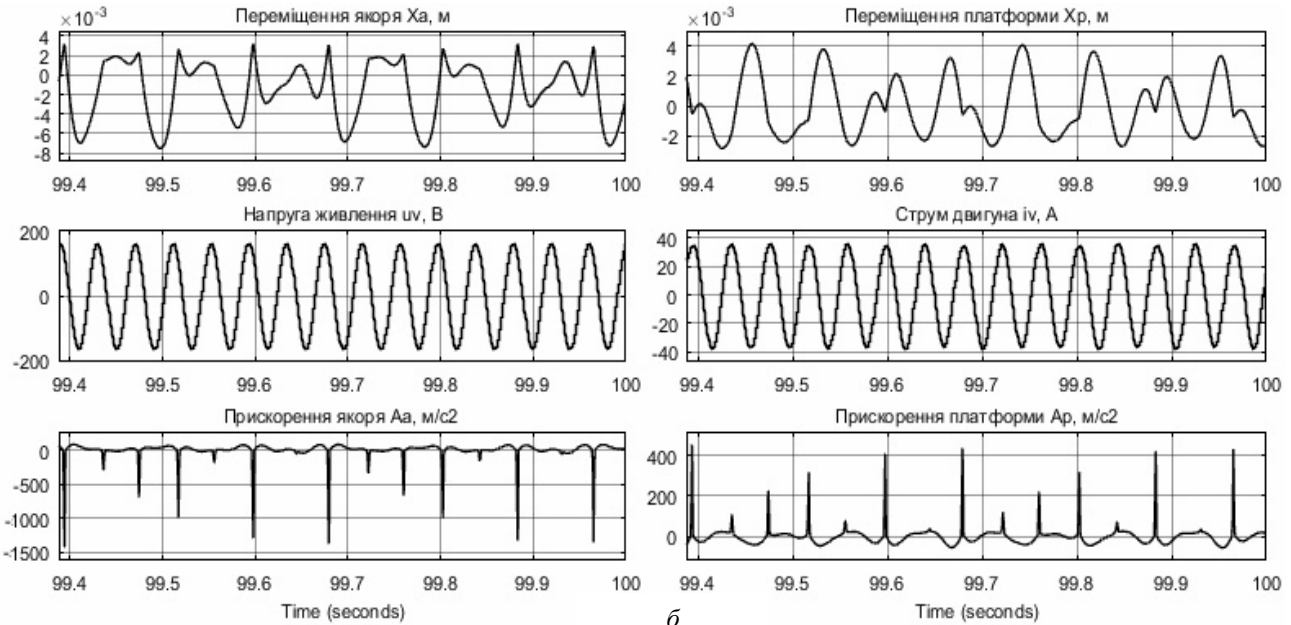 Переміщення якоря Xa, м
×10⁻³
4
2
0
-2
-4
-6
-8
99.4 99.5 99.6 99.7 99.8 99.9 100
Переміщення платформи Xp, м
×10⁻³
4
2
0
-2
99.4 99.5 99.6 99.7 99.8 99.9 100
Напруга живлення uv, В
200
0
-200
99.4 99.5 99.6 99.7 99.8 99.9 100
Струм двигуна iv, А
40
20
0
-20
-40
99.4 99.5 99.6 99.7 99.8 99.9 100
Прискорення якоря Aa, м/с2
0
-500
-1000
-1500
99.4 99.5 99.6 99.7 99.8 99.9 100
Time (seconds)
Прискорення платформи Ap, м/с2
400
200
0
99.4 99.5 99.6 99.7 99.8 99.9 100
Time (seconds)
б